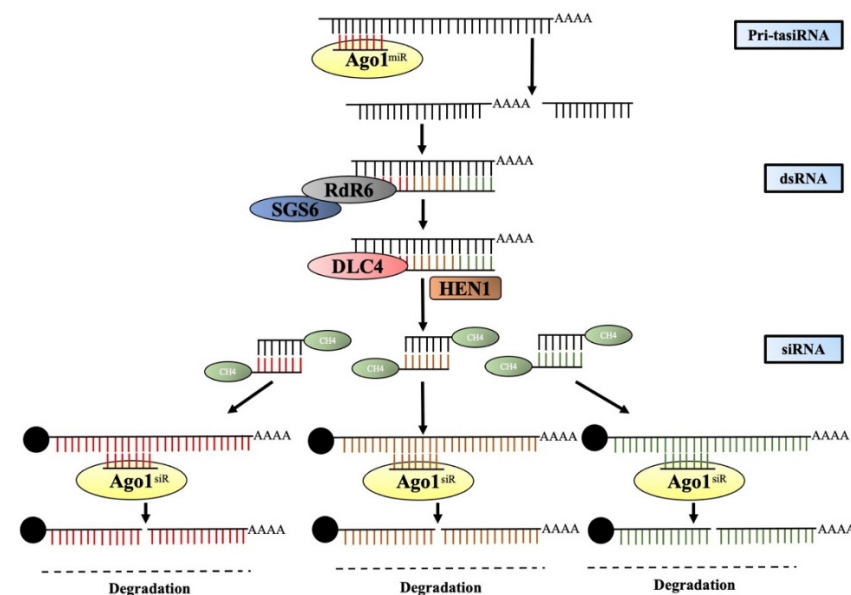 AAAA
Pri-tasiRNA
Ago1miR
AAAA
AAAA
RdR6
dsRNA
SGS6
AAAA
DLC4
HEN1
CH4
CH4
CH4
siRNA
CH4
CH4
CH4
AAAA
AAAA
AAAA
Ago1siR
Ago1siR
Ago1siR
AAAA
AAAA
AAAA
Degradation
Degradation
Degradation